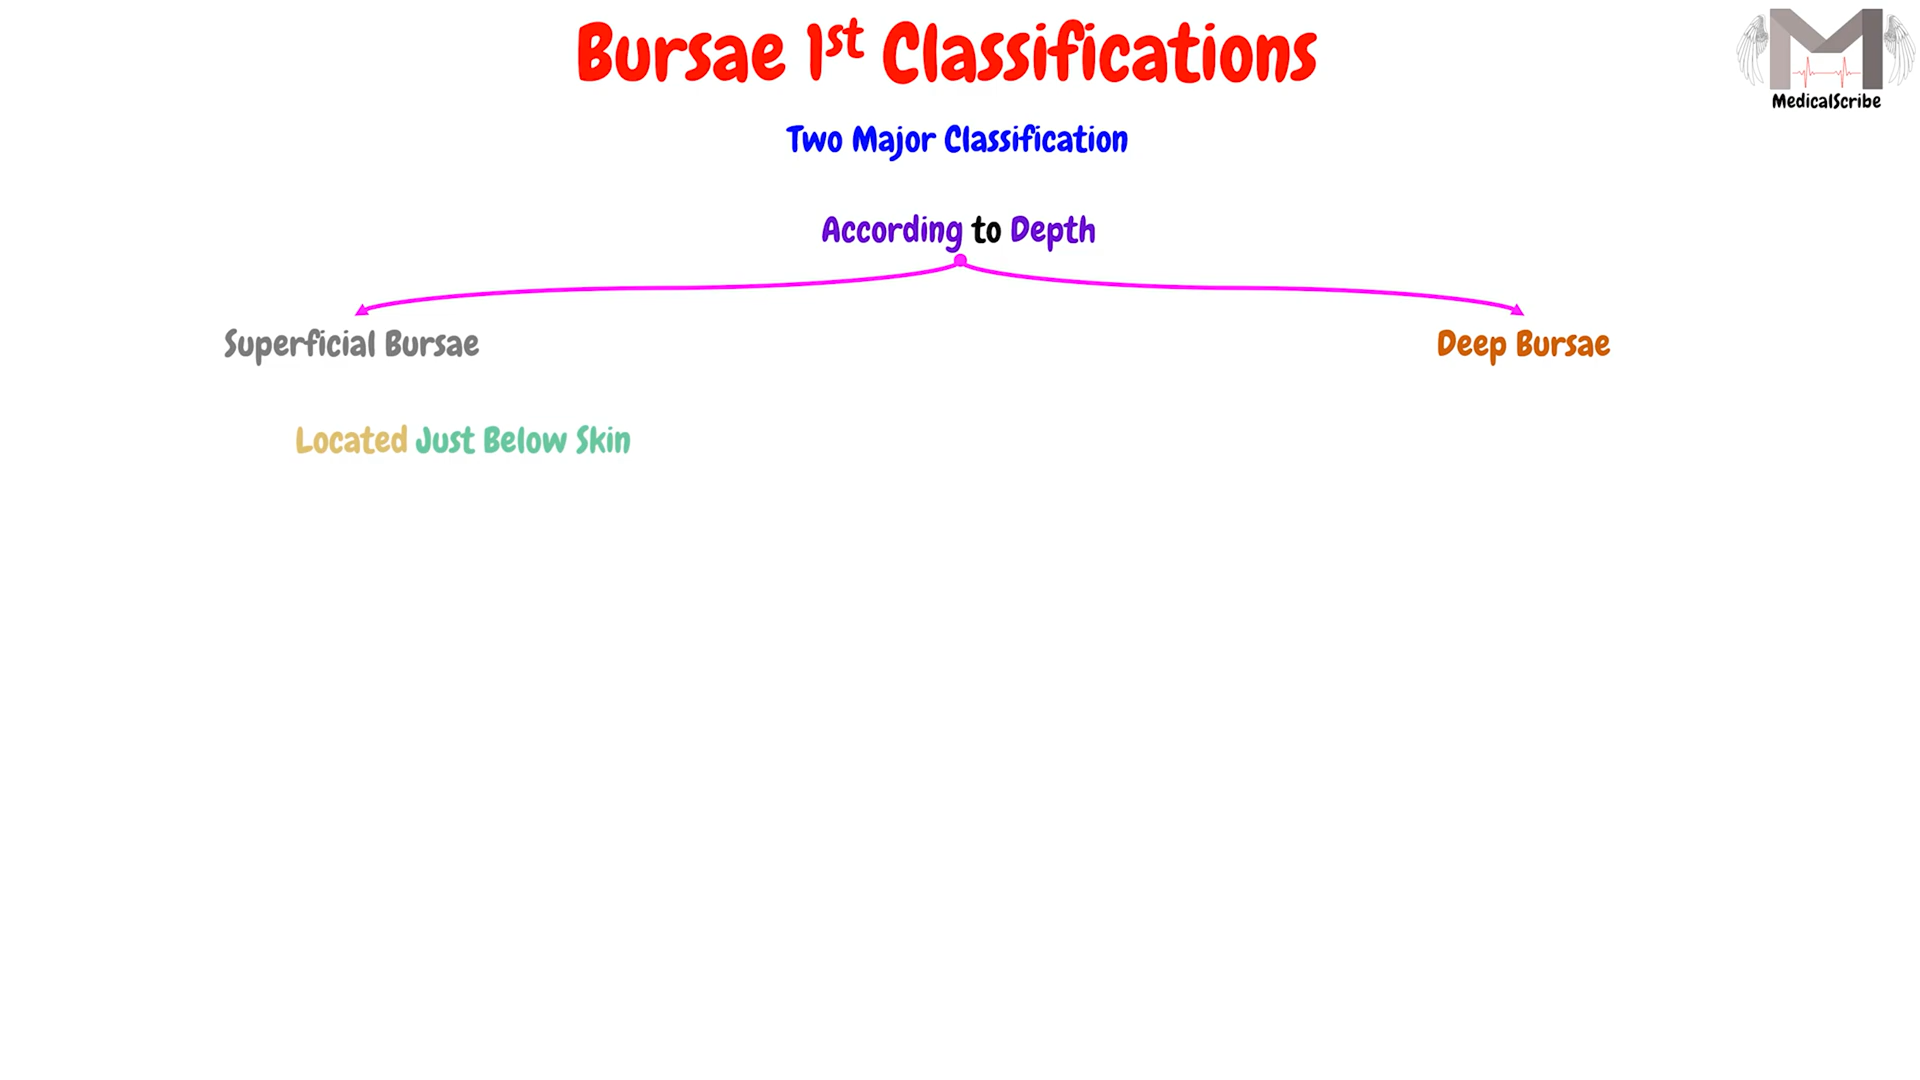 Bursae 1st Classifications
MedicalScribe
Two Major Classification
According to Depth
Superficial Bursae
Deep Bursae
Located Just Below Skin